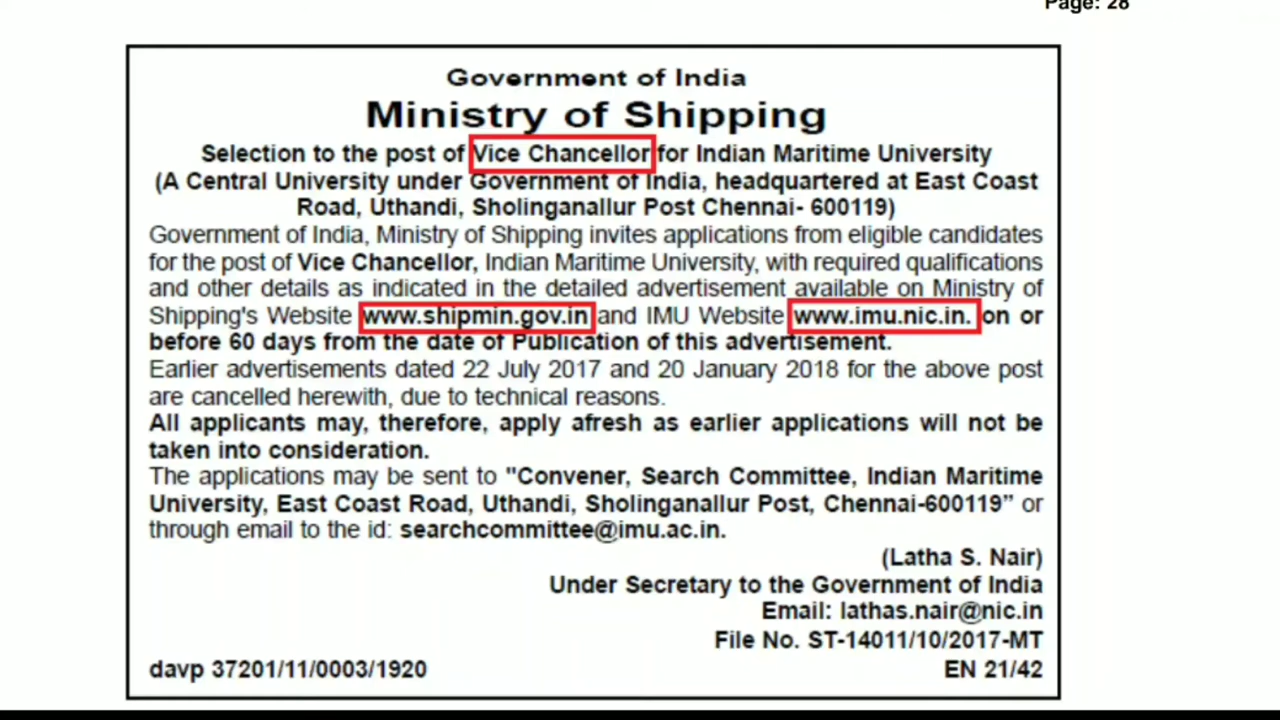 Page: 28
Government of India
Ministry of Shipping
Selection to the post of Vice Chancellor for Indian Maritime University
(A Central University under Government of India, headquartered at East Coast
Road, Uthandi, Sholinganallur Post Chennai- 600119)
Government of India, Ministry of Shipping invites applications from eligible candidates
for the post of Vice Chancellor, Indian Maritime University, with required qualifications
and other details as indicated in the detailed advertisement available on Ministry of
Shipping's Website www.shipmin.gov.in and IMU Website www.imu.nic.in. on or
before 60 days from the date of Publication of this advertisement.
Earlier advertisements dated 22 July 2017 and 20 January 2018 for the above post
are cancelled herewith, due to technical reasons.
All applicants may, therefore, apply afresh as earlier applications will not be
taken into consideration.
The applications may be sent to "Convener, Search Committee, Indian Maritime
University, East Coast Road, Uthandi, Sholinganallur Post, Chennai-600119” or
through email to the id: searchcommittee@imu.ac.in.
(Latha S. Nair)
Under Secretary to the Government of India
Email: lathas.nair@nic.in
File No. ST-14011/10/2017-MT
davp 37201/11/0003/1920 EN 21/42